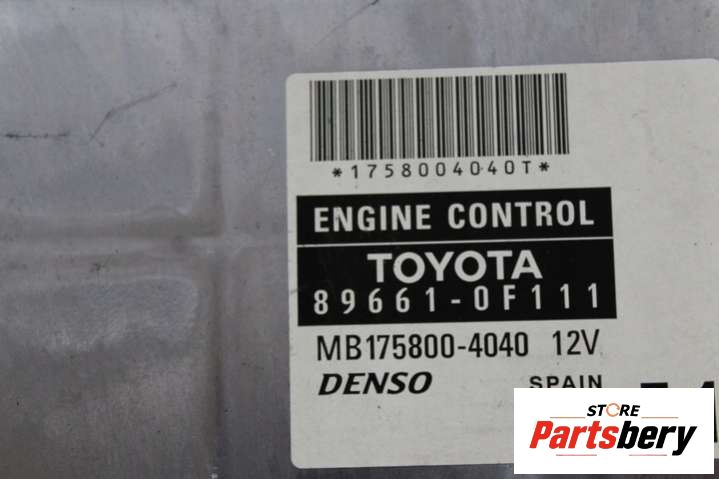 *1758004040T*
ENGINE CONTROL
TOYOTA
89661-0F111
MB175800-4040 12V
DENSO SPAIN
STORE
Partsbery